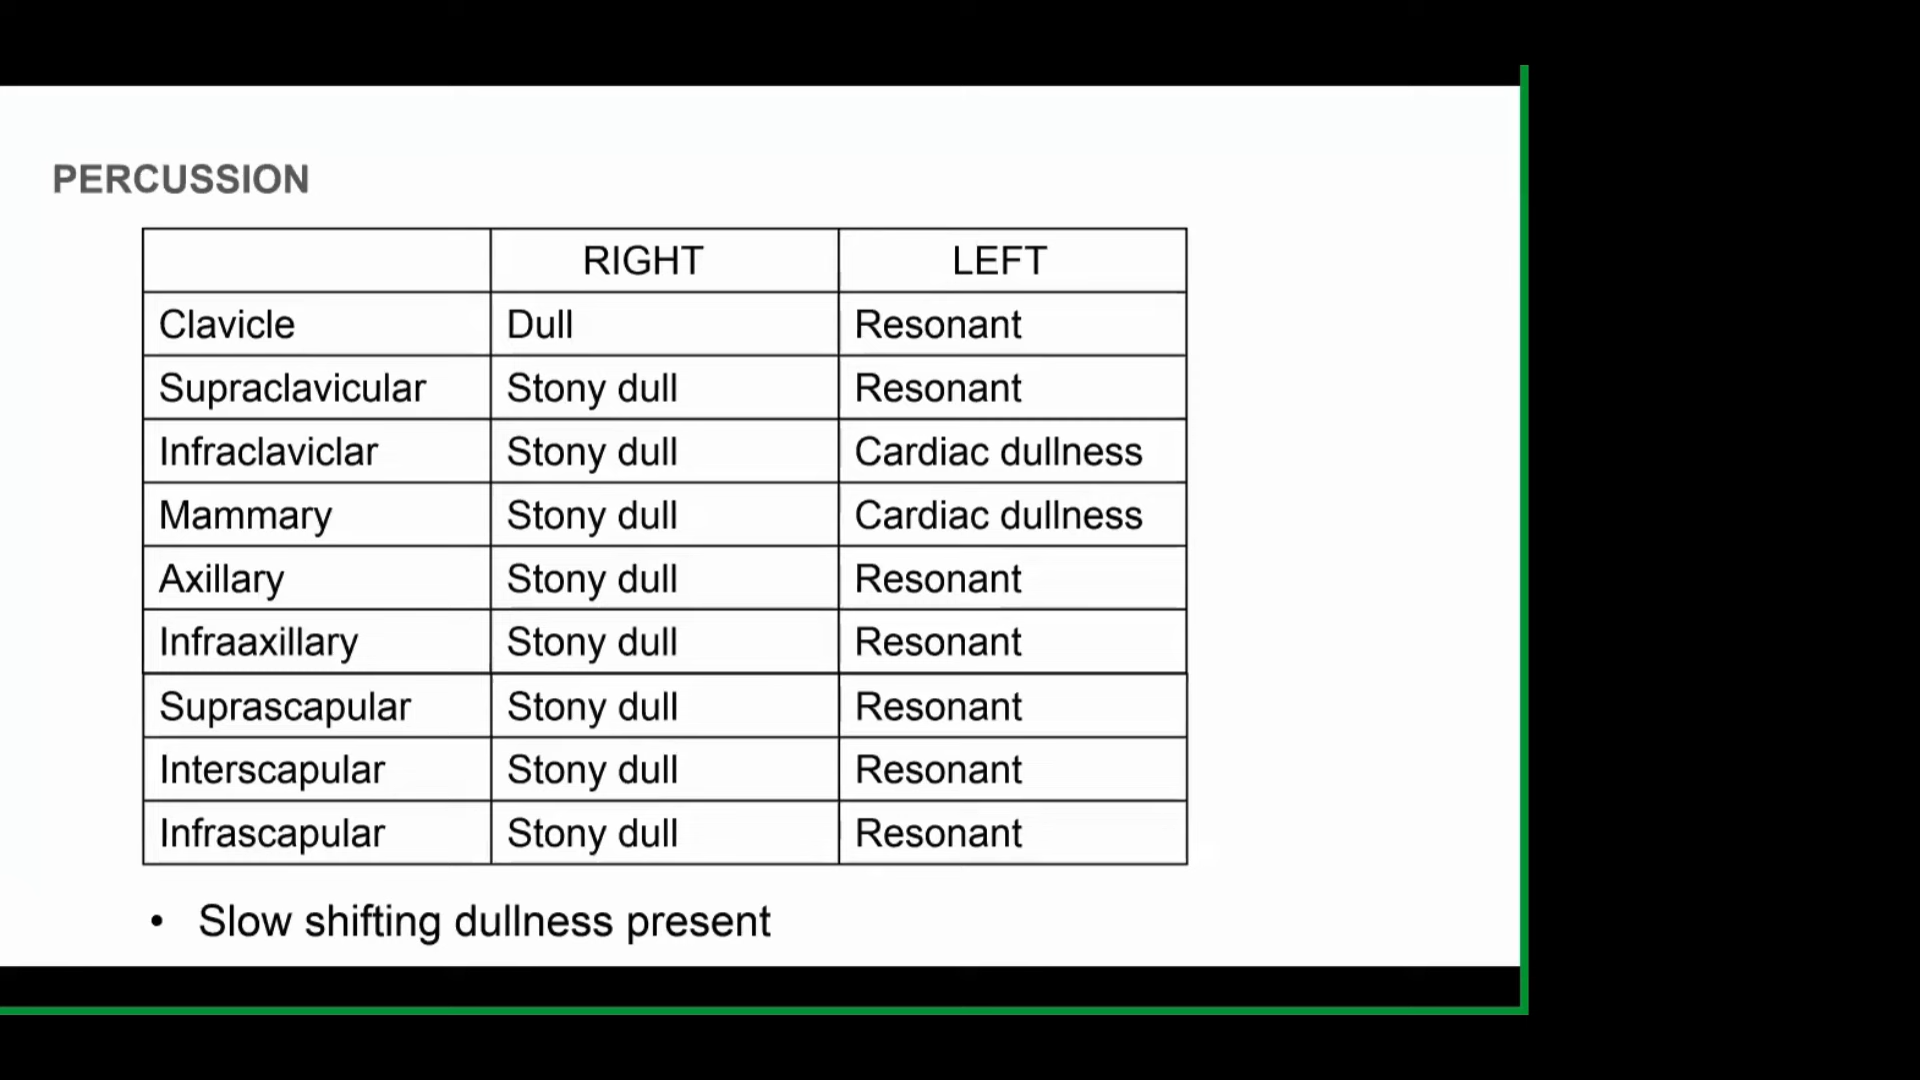 PERCUSSION
RIGHT LEFT
Clavicle Dull Resonant
Supraclavicular Stony dull Resonant
Infraclaviclar Stony dull Cardiac dullness
Mammary Stony dull Cardiac dullness
Axillary Stony dull Resonant
Infraaxillary Stony dull Resonant
Suprascapular Stony dull Resonant
Interscapular Stony dull Resonant
Infrascapular Stony dull Resonant
• Slow shifting dullness present